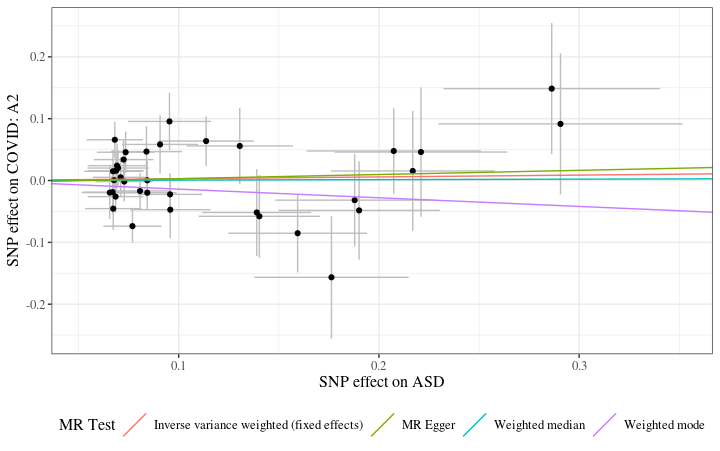 SNP effect on COVID: A2
0.2
0.1
0.0
-0.1
-0.2
0.1
0.2
0.3
SNP effect on ASD
MR Test
Inverse variance weighted (fixed effects)
MR Egger
Weighted median
Weighted mode